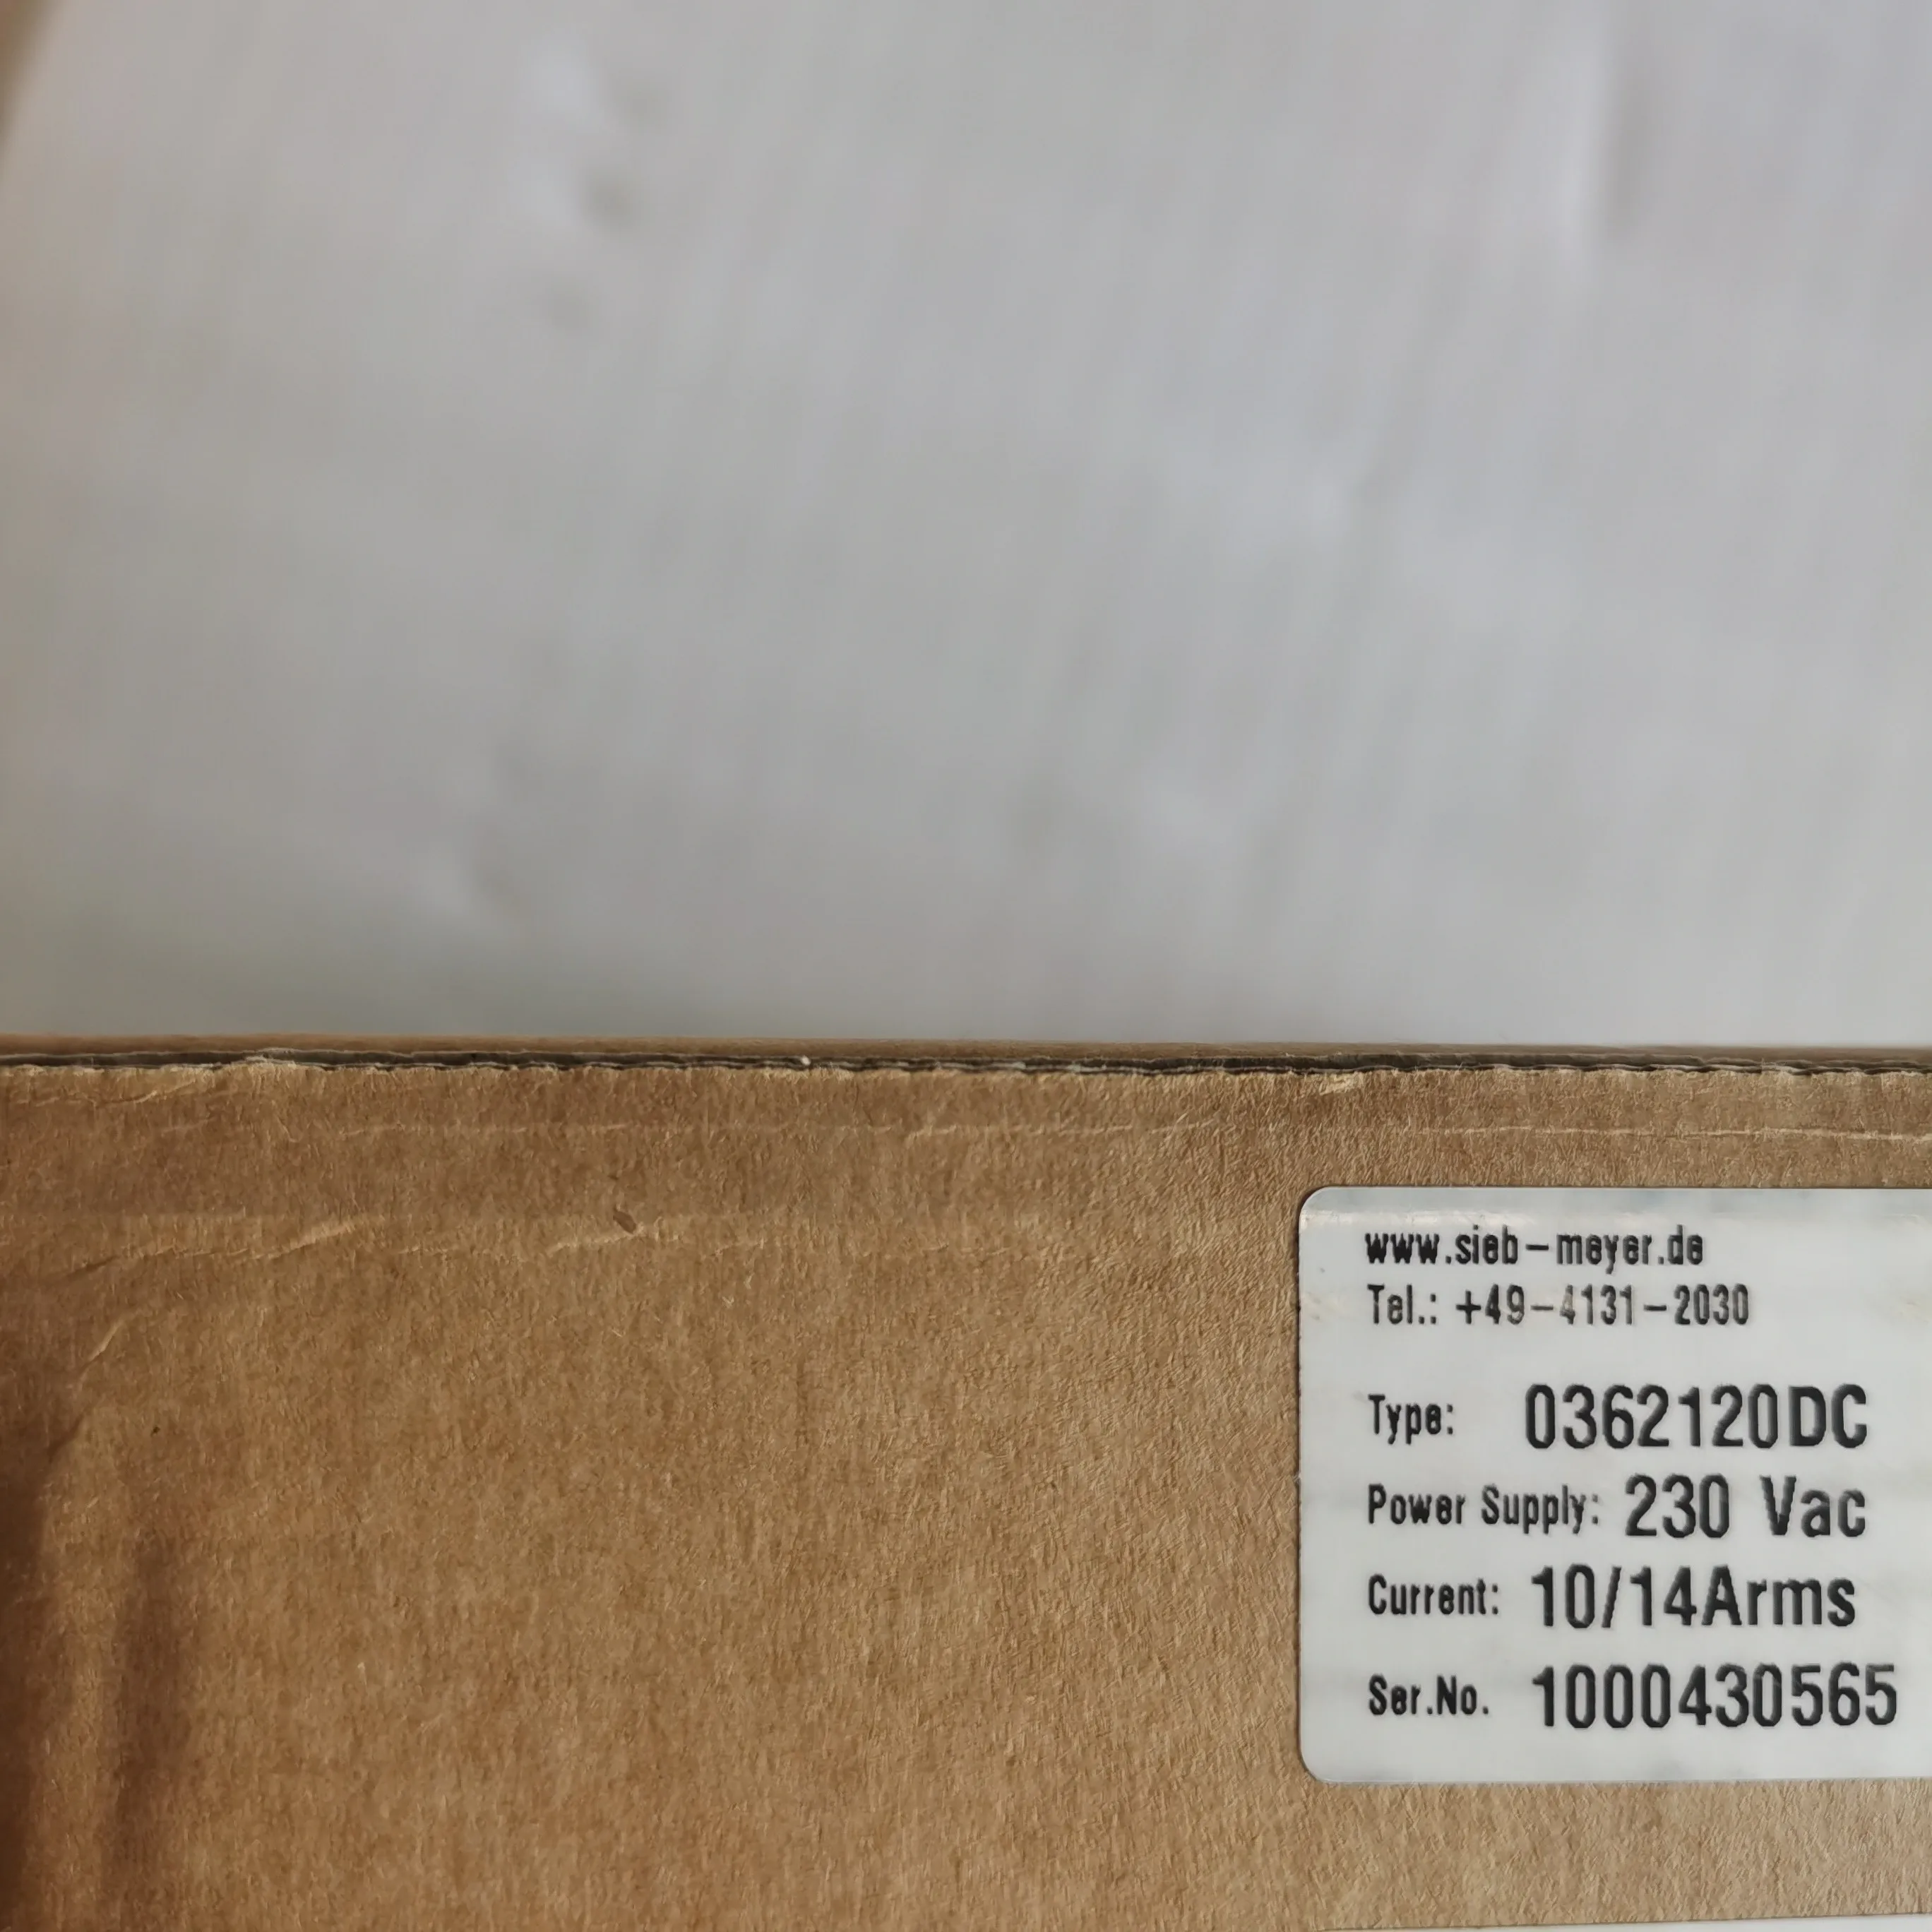 www.sieb-meyer.de
Tel.: +49-4131-2030
Type: 0362120DC
Power Supply: 230 Vac
Current: 10/14Arms
Ser.No. 1000430565